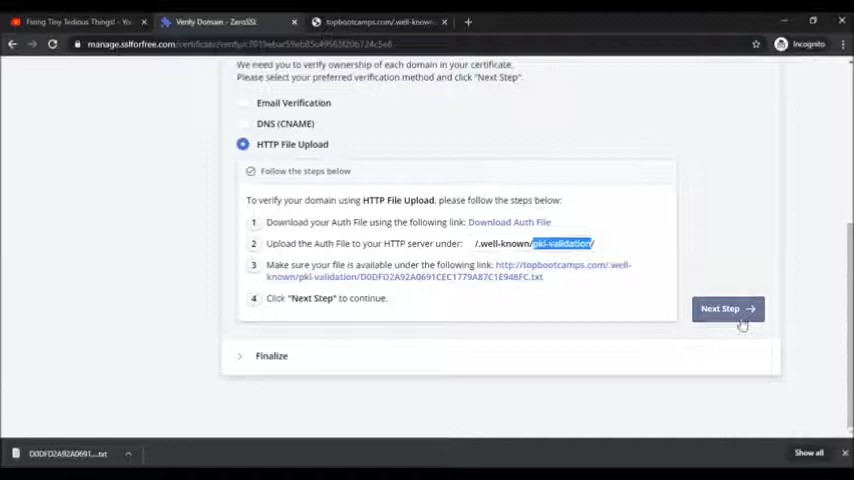 Fixing Tiny Tedious Things! - Yo
Verify Domain - ZeroSSL
topbootcamps.com/.well-known
manage.sslforfree.com
Incognito
We need you to verify ownership of each domain in your certificate.
Please select your preferred verification method and click "Next Step".
Email Verification
DNS (CNAME)
HTTP File Upload
Follow the steps below
To verify your domain using HTTP File Upload, please follow the steps below:
1 Download your Auth File using the following link: Download Auth File
2 Upload the Auth File to your HTTP server under: /.well-known/pki-validation/
3 Make sure your file is available under the following link: http://topbootcamps.com/.well-
known/pki-validation/D0DFD2A92A0691CEC1779A87C1E948FC.txt
4 Click "Next Step" to continue.
Next Step →
Finalize
D0DFD2A92A0691....txt
Show all